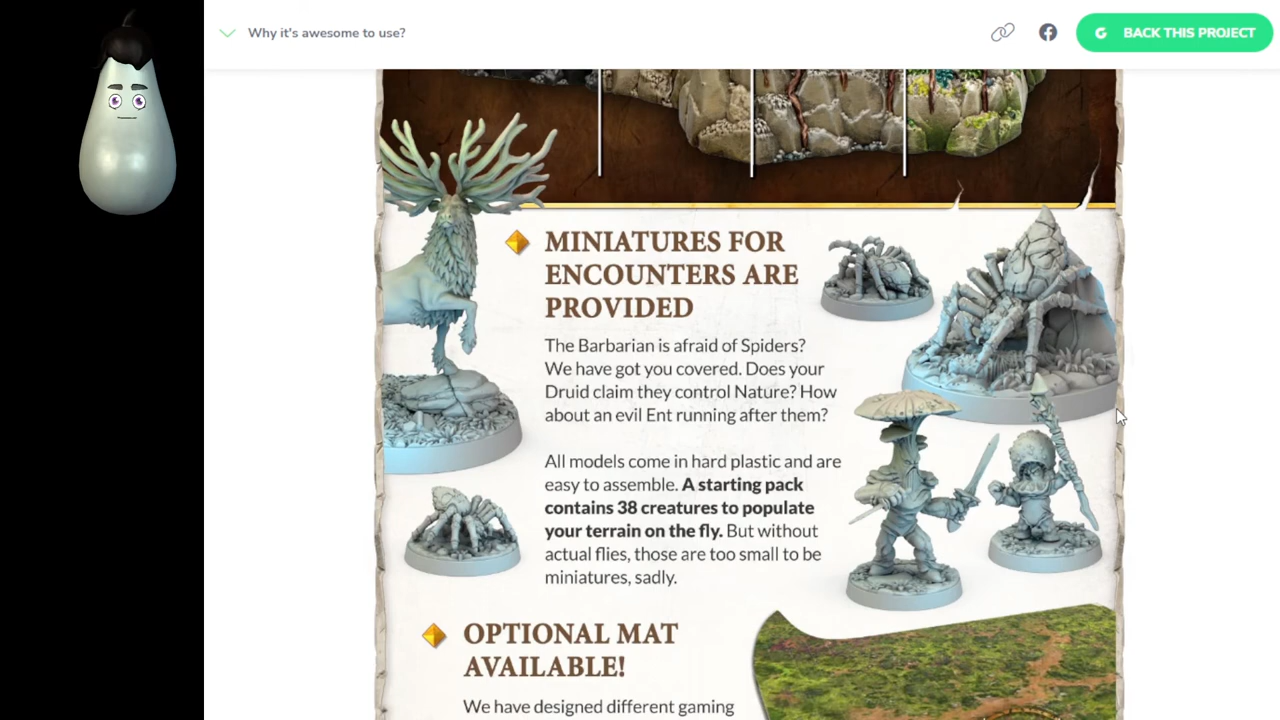 Why it's awesome to use?
BACK THIS PROJECT
MINIATURES FOR
ENCOUNTERS ARE
PROVIDED
The Barbarian is afraid of Spiders?
We have got you covered. Does your
Druid claim they control Nature? How
about an evil Ent running after them?
All models come in hard plastic and are
easy to assemble. A starting pack
contains 38 creatures to populate
your terrain on the fly. But without
actual flies, those are too small to be
miniatures, sadly.
OPTIONAL MAT
AVAILABLE!
We have designed different gaming